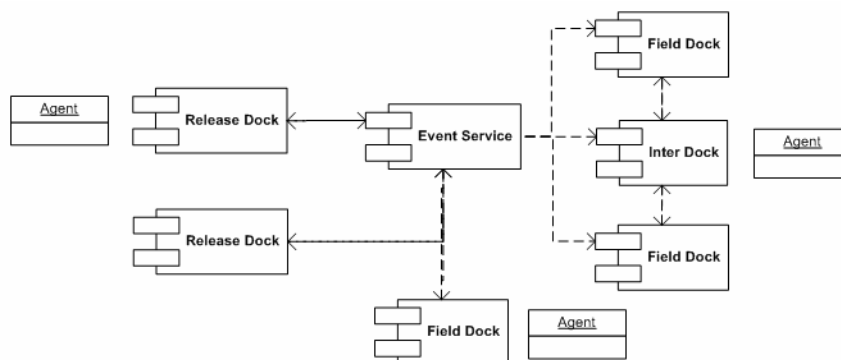 Field Dock
Agent
Release Dock
Event Service
Inter Dock
Agent
Release Dock
Field Dock
Field Dock
Agent